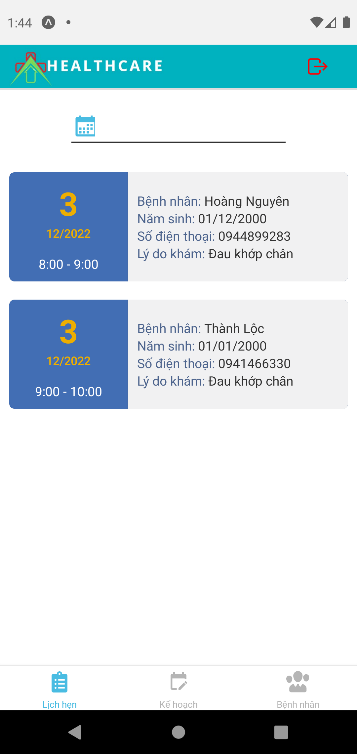 1:44
HEALTHCARE
3
12/2022
8:00 - 9:00
Bệnh nhân: Hoàng Nguyên
Năm sinh: 01/12/2000
Số điện thoại: 0944899283
Lý do khám: Đau khớp chân
3
12/2022
9:00 - 10:00
Bệnh nhân: Thành Lộc
Năm sinh: 01/01/2000
Số điện thoại: 0941466330
Lý do khám: Đau khớp chân
Lịch hẹn
Kế hoạch
Bệnh nhân